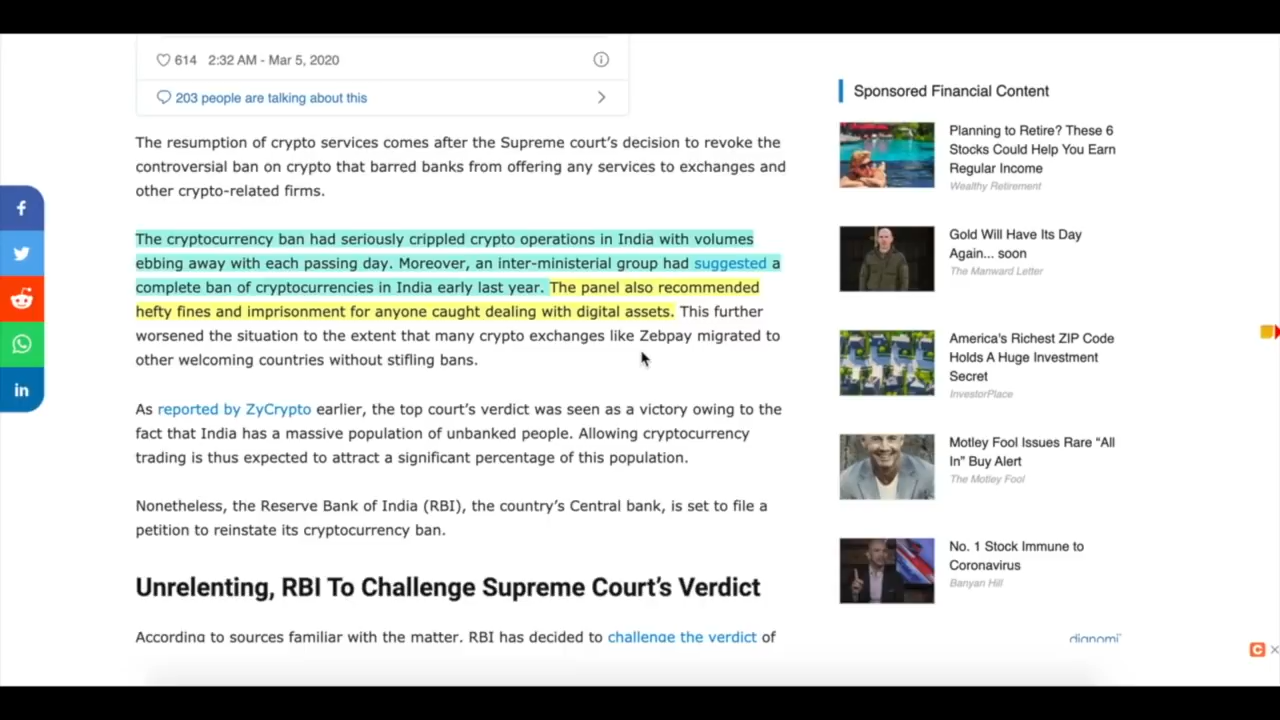 614 2:32 AM - Mar 5, 2020
203 people are talking about this
The resumption of crypto services comes after the Supreme court's decision to revoke the
controversial ban on crypto that barred banks from offering any services to exchanges and
other crypto-related firms.
The cryptocurrency ban had seriously crippled crypto operations in India with volumes
ebbing away with each passing day. Moreover, an inter-ministerial group had suggested a
complete ban of cryptocurrencies in India early last year. The panel also recommended
hefty fines and imprisonment for anyone caught dealing with digital assets. This further
worsened the situation to the extent that many crypto exchanges like Zebpay migrated to
other welcoming countries without stifling bans.
As reported by ZyCrypto earlier, the top court's verdict was seen as a victory owing to the
fact that India has a massive population of unbanked people. Allowing cryptocurrency
trading is thus expected to attract a significant percentage of this population.
Nonetheless, the Reserve Bank of India (RBI), the country's Central bank, is set to file a
petition to reinstate its cryptocurrency ban.
Unrelenting, RBI To Challenge Supreme Court's Verdict
According to sources familiar with the matter. RBI has decided to challenge the verdict of
Sponsored Financial Content
Planning to Retire? These 6
Stocks Could Help You Earn
Regular Income
Wealthy Retirement
Gold Will Have Its Day
Again... soon
The Manward Letter
America's Richest ZIP Code
Holds A Huge Investment
Secret
InvestorPlace
Motley Fool Issues Rare “All
In” Buy Alert
The Motley Fool
No. 1 Stock Immune to
Coronavirus
Banyan Hill
dianomi